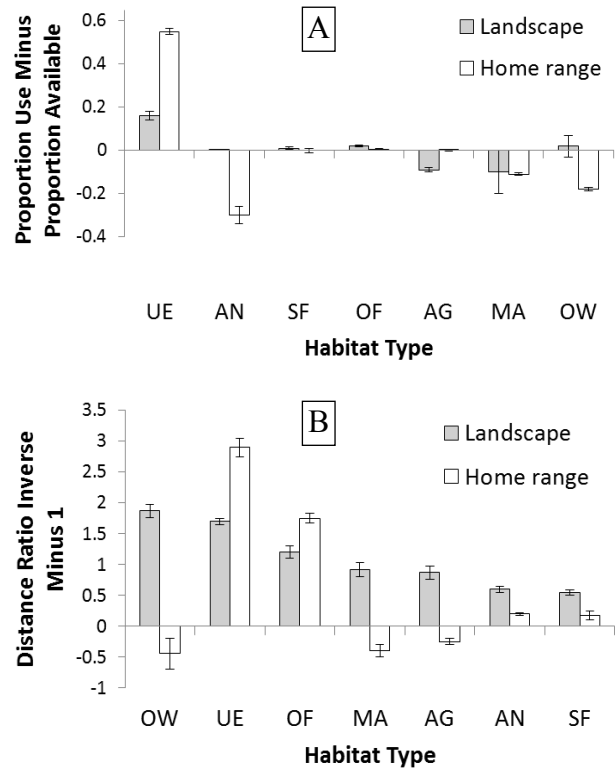 A
Landscape
Home range
Proportion Use Minus
Proportion Available
0.6
0.4
0.2
0
-0.2
-0.4
UE AN SF OF AG MA OW
Habitat Type
B
Landscape
Home range
Distance Ratio Inverse
Minus 1
3.5
3
2.5
2
1.5
1
0.5
0
-0.5
-1
OW UE OF MA AG AN SF
Habitat Type